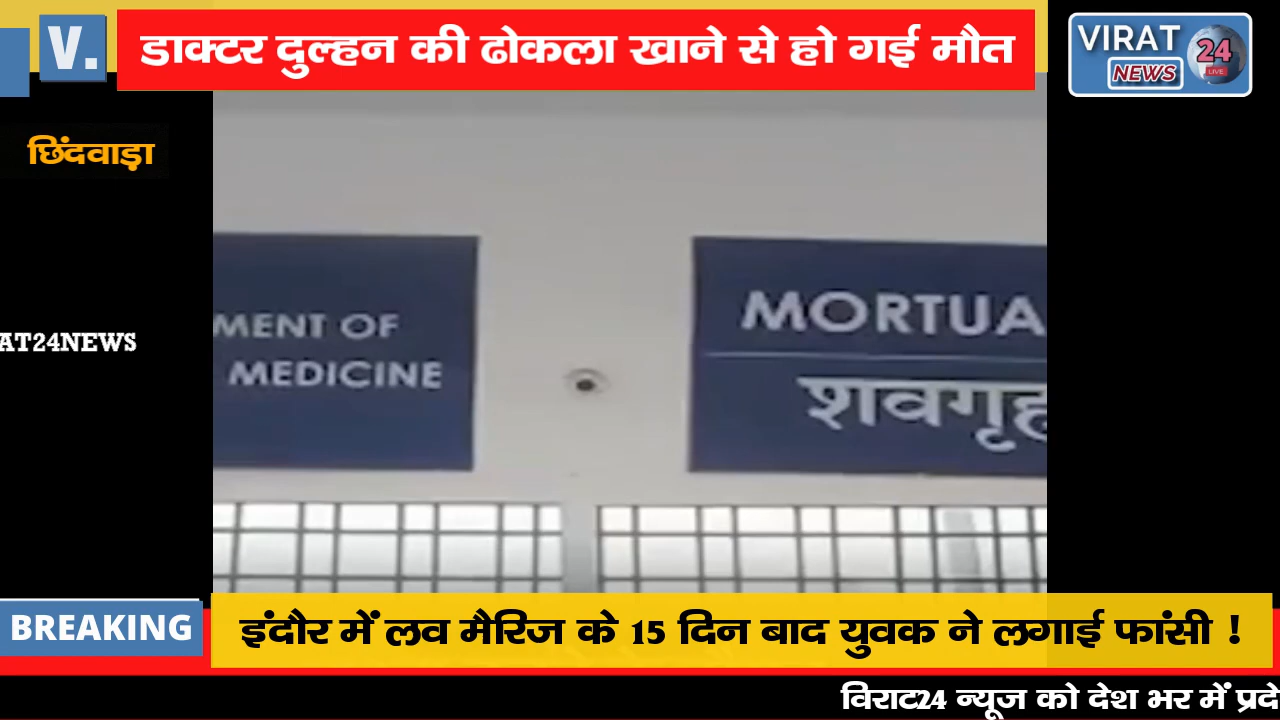 V.
डाक्टर दुल्हन की ढोकला खाने से हो गई मौत
VIRAT
24
NEWS
LIVE
छिंदवाड़ा
MENT OF
MEDICINE
MORTUA
शवगृह
AT24NEWS
BREAKING
इंदौर में लव मैरिज के 15 दिन बाद युवक ने लगाई फांसी !
विराट24 न्यूज को देश भर में प्रदे